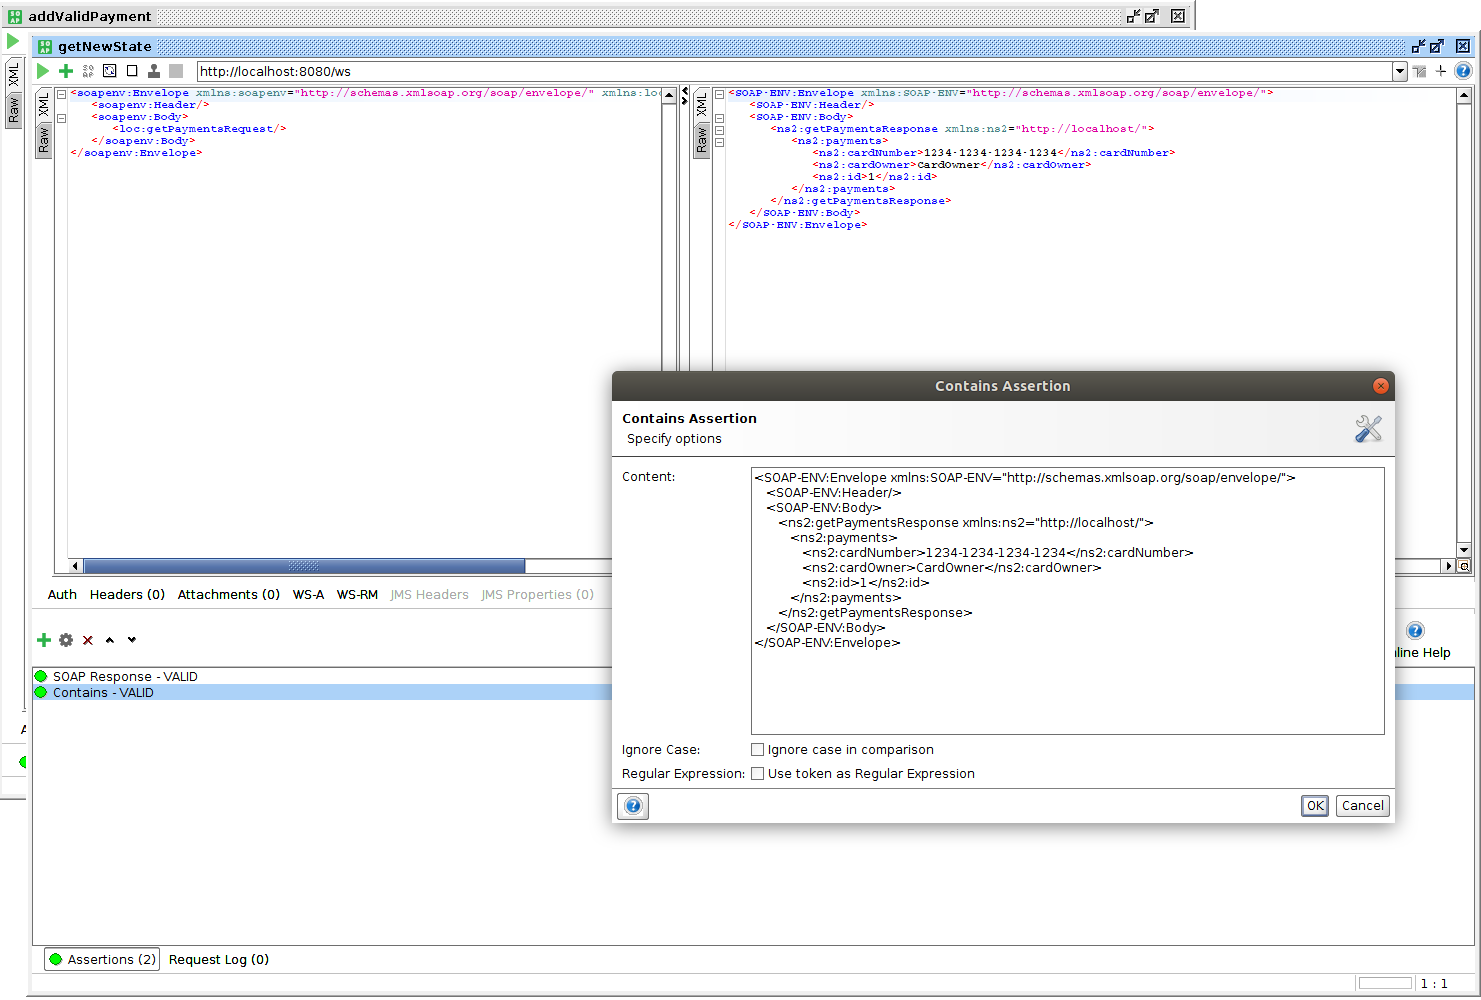 addValidPayment
getNewState
http://localhost:8080/ws
XML
Raw
XML
Raw
<soapenv:Envelope xmlns:soapenv="http://schemas.xmlsoap.org/soap/envelope/" xmlns:loc
<soapenv:Header/>
<soapenv:Body>
<loc:getPaymentsRequest/>
</soapenv:Body>
</soapenv:Envelope>
XML
Raw
<SOAP-ENV:Envelope xmlns:SOAP-ENV="http://schemas.xmlsoap.org/soap/envelope/">
<SOAP-ENV:Header/>
<SOAP-ENV:Body>
<ns2:getPaymentsResponse xmlns:ns2="http://localhost/">
<ns2:payments>
<ns2:cardNumber>1234-1234-1234-1234</ns2:cardNumber>
<ns2:cardOwner>CardOwner</ns2:cardOwner>
<ns2:id>1</ns2:id>
</ns2:payments>
</ns2:getPaymentsResponse>
</SOAP-ENV:Body>
</SOAP-ENV:Envelope>
Auth Headers (0) Attachments (0) WS-A WS-RM JMS Headers JMS Properties (0)
line Help
SOAP Response - VALID
Contains - VALID
Contains Assertion
Contains Assertion
Specify options
Content:
<SOAP-ENV:Envelope xmlns:SOAP-ENV="http://schemas.xmlsoap.org/soap/envelope/">
<SOAP-ENV:Header/>
<SOAP-ENV:Body>
<ns2:getPaymentsResponse xmlns:ns2="http://localhost/">
<ns2:payments>
<ns2:cardNumber>1234-1234-1234-1234</ns2:cardNumber>
<ns2:cardOwner>CardOwner</ns2:cardOwner>
<ns2:id>1</ns2:id>
</ns2:payments>
</ns2:getPaymentsResponse>
</SOAP-ENV:Body>
</SOAP-ENV:Envelope>
Ignore Case: Ignore case in comparison
Regular Expression: Use token as Regular Expression
OK Cancel
Assertions (2) Request Log (0)
1 : 1